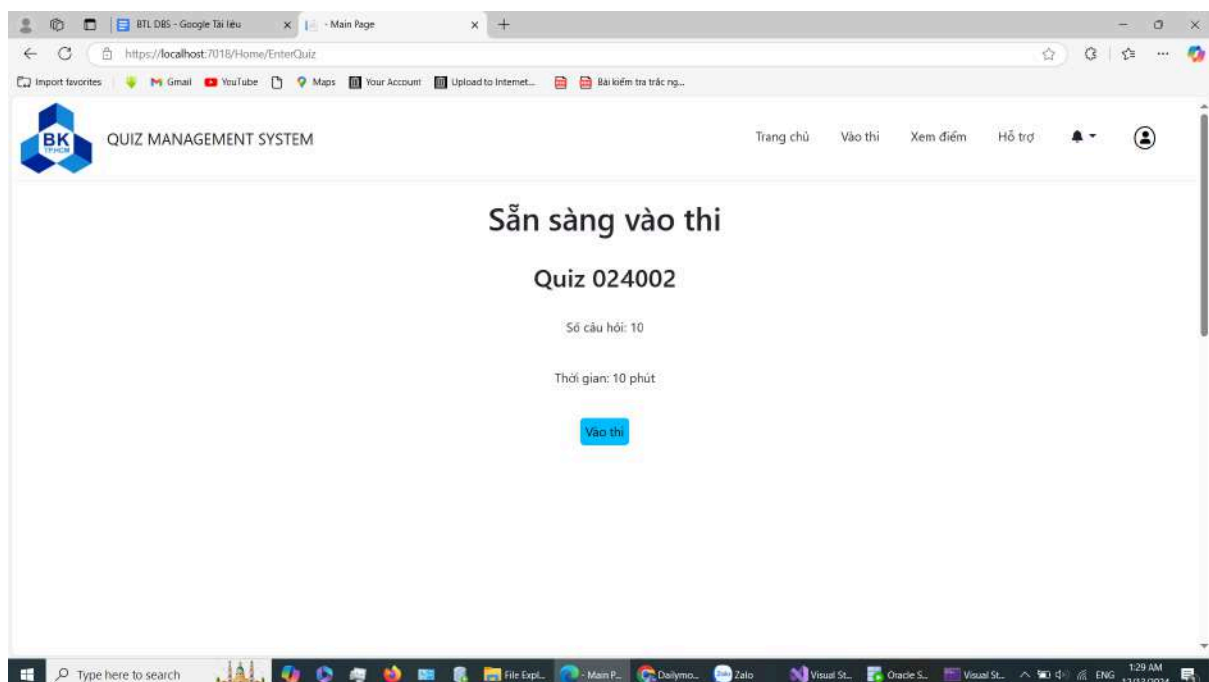 BTL DBS - Google Tài liệu
- Main Page
https://localhost:7018/Home/EnterQuiz
Import favorites
Gmail
YouTube
Maps
Your Account
Upload to Internet...
Bài kiểm tra trắc ng...
BK
TP.HCM
QUIZ MANAGEMENT SYSTEM
Trang chủ
Vào thi
Xem điểm
Hỗ trợ
Sẵn sàng vào thi
Quiz 024002
Số câu hỏi: 10
Thời gian: 10 phút
Vào thi
Type here to search
File Expl...
- Main P...
Dailymo...
Zalo
Visual St...
Oracle S...
Visual St...
ENG
1:29 AM